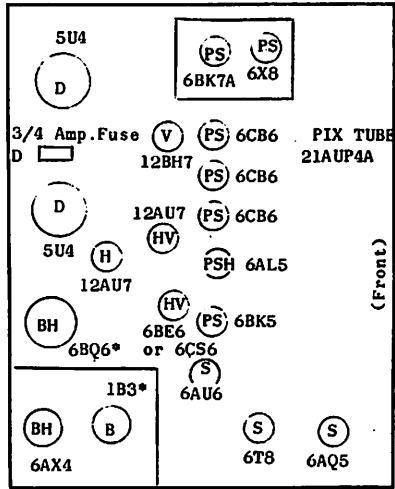 5U4
D
PS PS
6BK7A 6X8
3/4 Amp.Fuse V PS 6CB6 PIX TUBE
D 12BH7 21AUP4A
PS 6CB6
D 12AU7 PS 6CB6
5U4 HV
H PSH 6AL5
12AU7
(Front)
HV
BH 6BE6 PS 6BK5
6BQ6* or 6CS6
S
1B3* 6AU6
BH B S S
6AX4 6T8 6AQ5